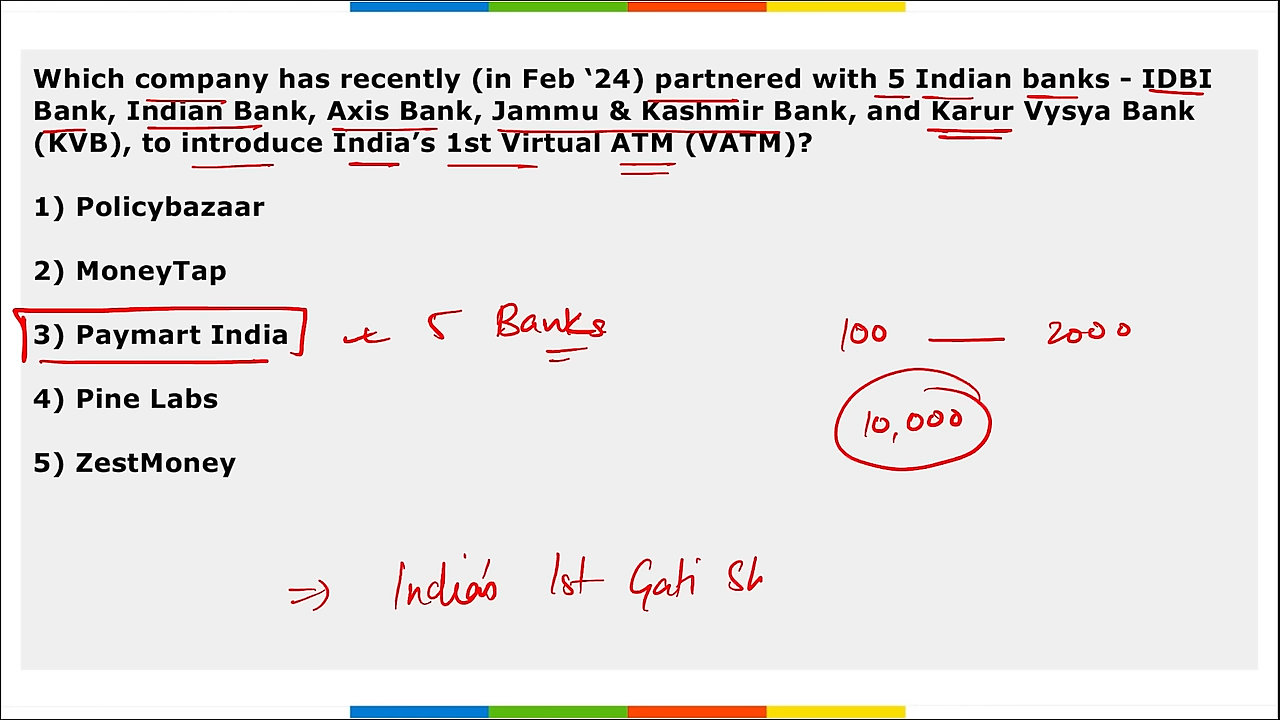 Which company has recently (in Feb ‘24) partnered with 5 Indian banks - IDBI
Bank, Indian Bank, Axis Bank, Jammu & Kashmir Bank, and Karur Vysya Bank
(KVB), to introduce India’s 1st Virtual ATM (VATM)?
1) Policybazaar
2) MoneyTap
3) Paymart India
5 Banks
100 — 2000
10,000
4) Pine Labs
5) ZestMoney
⇒ India's 1st Gati Sh